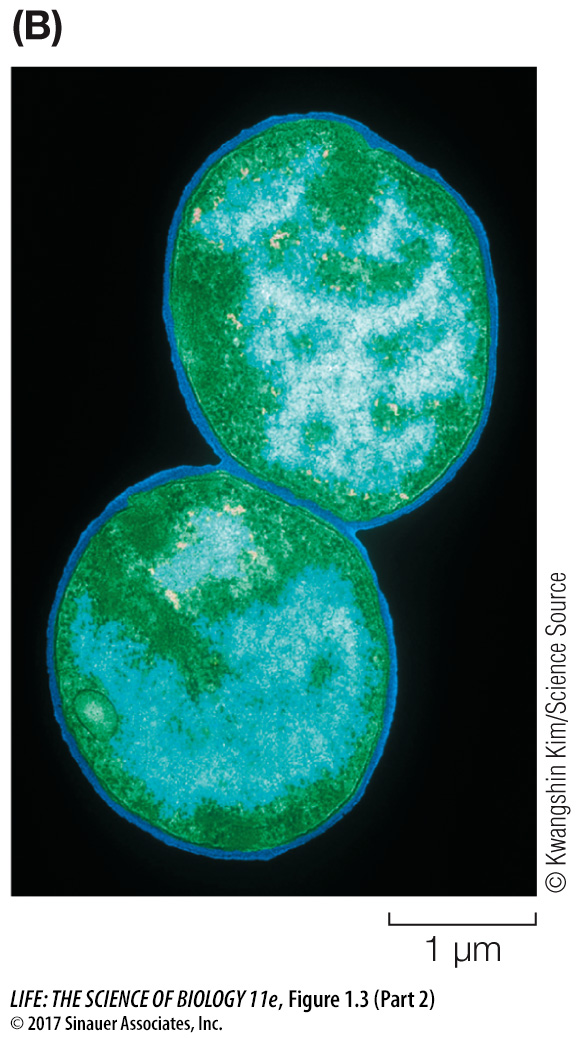 (B)
© Kwangshin Kim/Science Source
1 µm
LIFE: THE SCIENCE OF BIOLOGY 11e, Figure 1.3 (Part 2)
© 2017 Sinauer Associates, Inc.